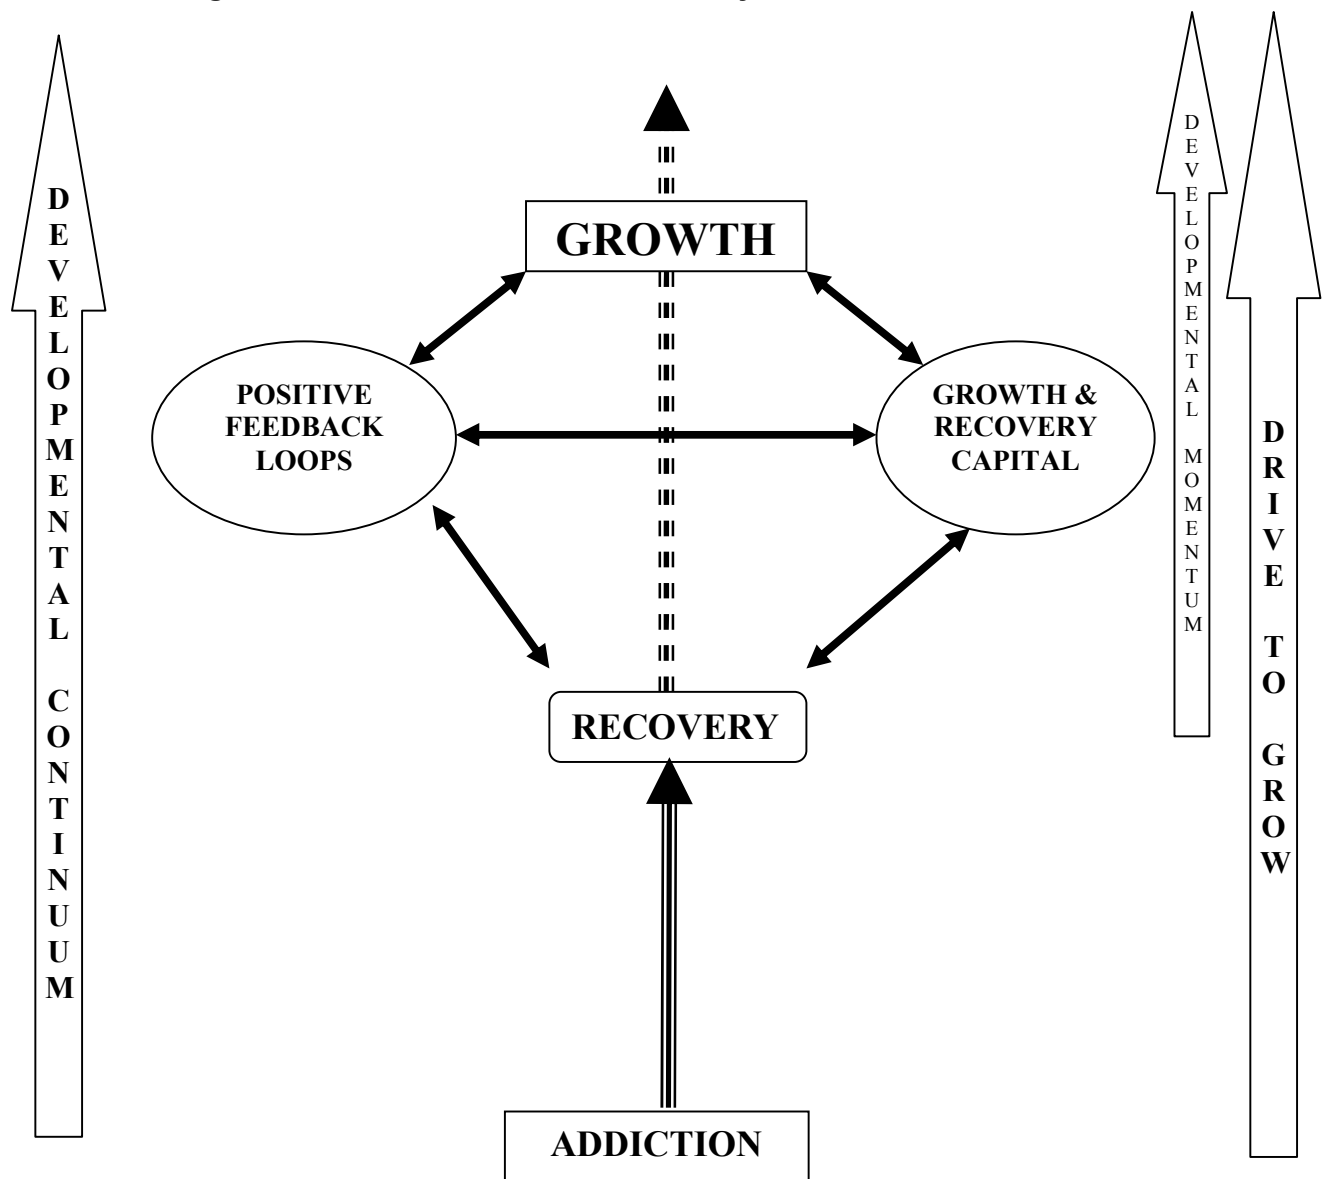 DEVELOPMENTAL CONTINUUM
GROWTH
POSITIVE
FEEDBACK
LOOPS
GROWTH &
RECOVERY
CAPITAL
RECOVERY
ADDICTION
DEVELOPMENTAL MOMENTUM
DRIVE TO GROW